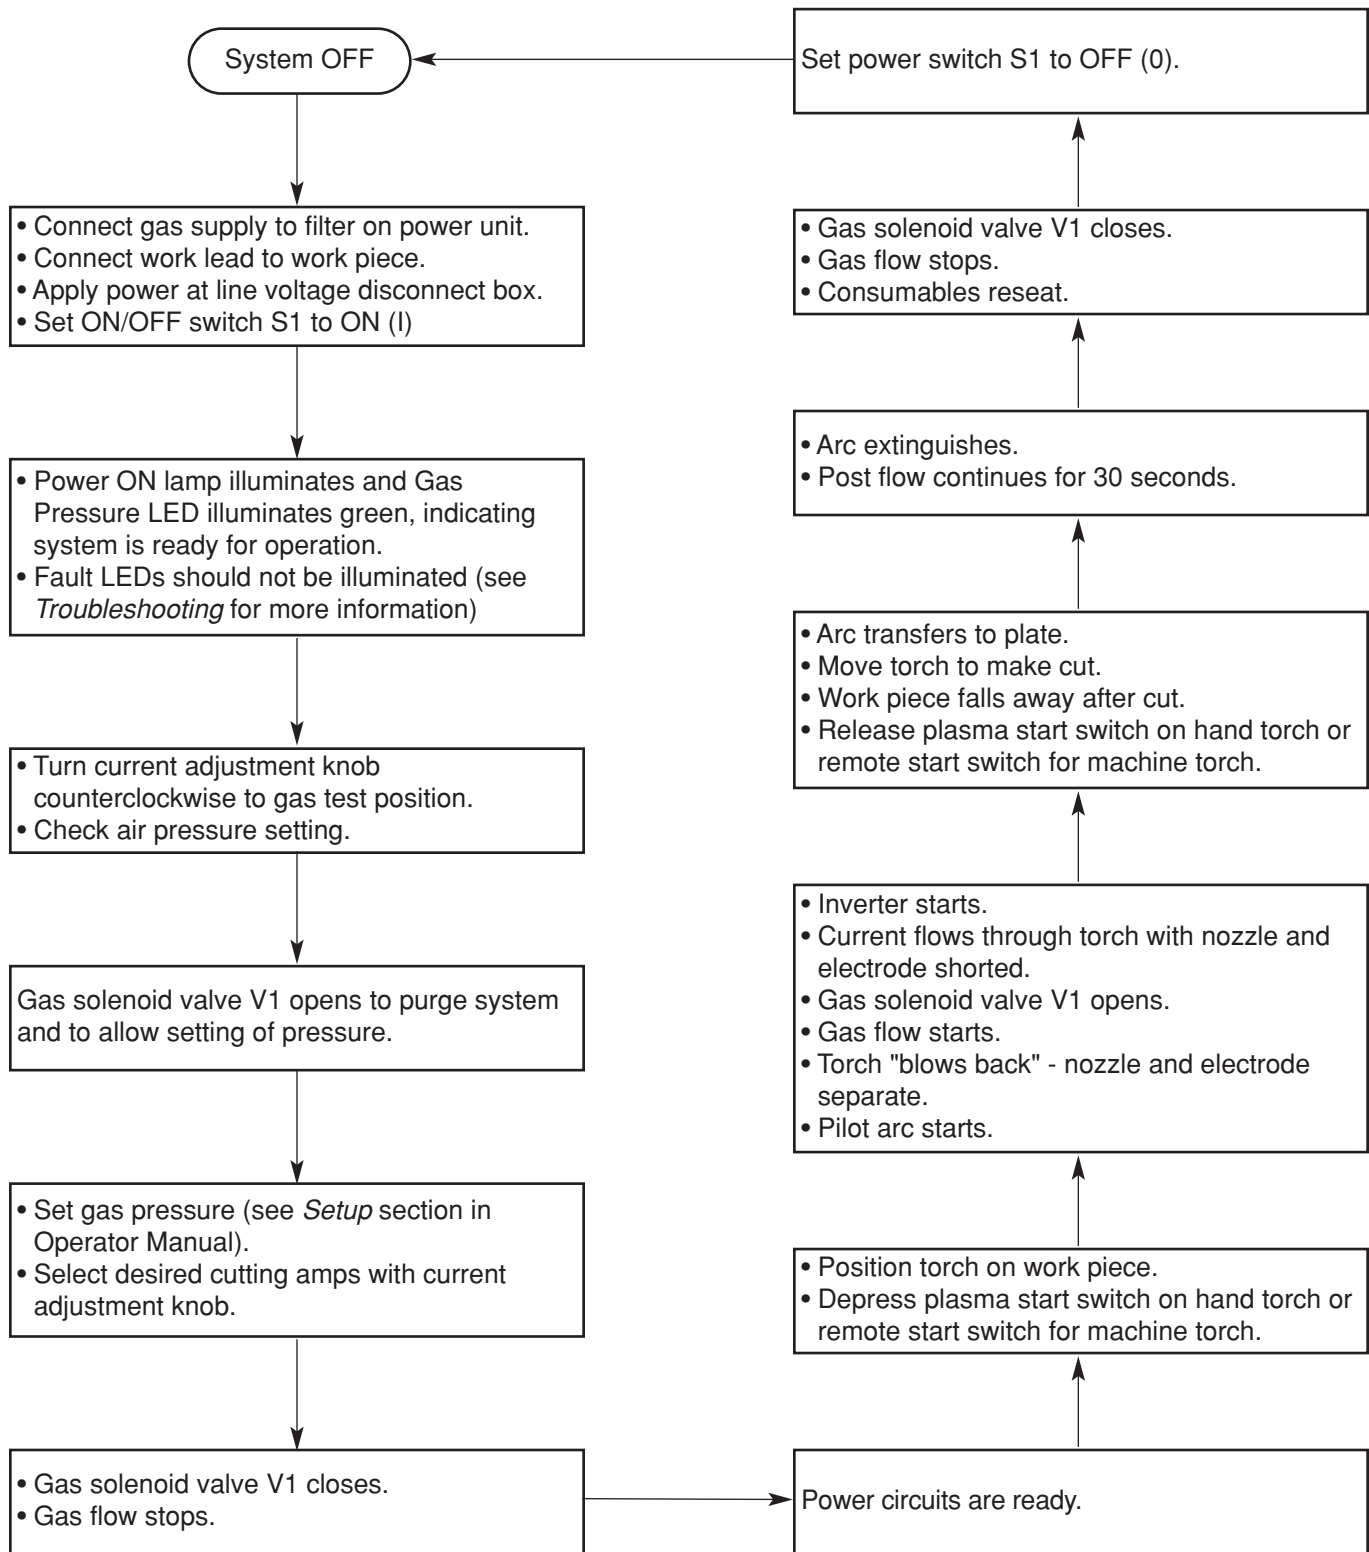 System OFF
• Connect gas supply to filter on power unit.
• Connect work lead to work piece.
• Apply power at line voltage disconnect box.
• Set ON/OFF switch S1 to ON (I)
• Power ON lamp illuminates and Gas
Pressure LED illuminates green, indicating
system is ready for operation.
• Fault LEDs should not be illuminated (see
Troubleshooting for more information)
• Turn current adjustment knob
counterclockwise to gas test position.
• Check air pressure setting.
Gas solenoid valve V1 opens to purge system
and to allow setting of pressure.
• Set gas pressure (see Setup section in
Operator Manual).
• Select desired cutting amps with current
adjustment knob.
• Gas solenoid valve V1 closes.
• Gas flow stops.
Power circuits are ready.
• Position torch on work piece.
• Depress plasma start switch on hand torch or
remote start switch for machine torch.
• Inverter starts.
• Current flows through torch with nozzle and
electrode shorted.
• Gas solenoid valve V1 opens.
• Gas flow starts.
• Torch "blows back" - nozzle and electrode
separate.
• Pilot arc starts.
• Arc transfers to plate.
• Move torch to make cut.
• Work piece falls away after cut.
• Release plasma start switch on hand torch or
remote start switch for machine torch.
• Arc extinguishes.
• Post flow continues for 30 seconds.
• Gas solenoid valve V1 closes.
• Gas flow stops.
• Consumables reseat.
Set power switch S1 to OFF (0).